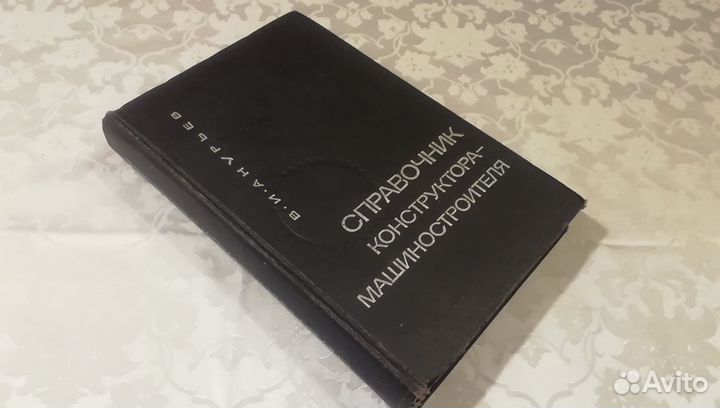 В.И.АНУРЬЕВ
СПРАВОЧНИК
КОНСТРУКТОРА-
МАШИНОСТРОИТЕЛЯ
Avito